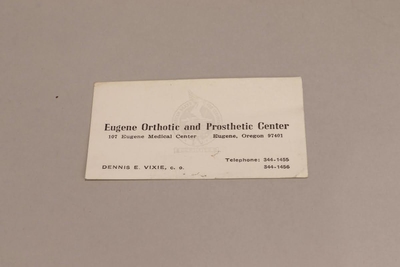 Eugene Orthotic and Prosthetic Center
107 Eugene Medical Center Eugene, Oregon 97401
Telephone: 344-1455
DENNIS E. VIXIE, C. O. 344-1456